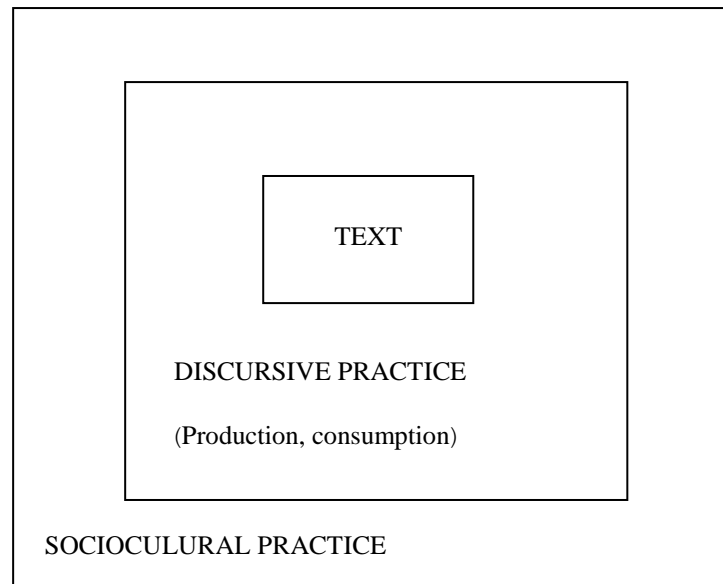 TEXT
DISCURSIVE PRACTICE
(Production, consumption)
SOCIOCULURAL PRACTICE